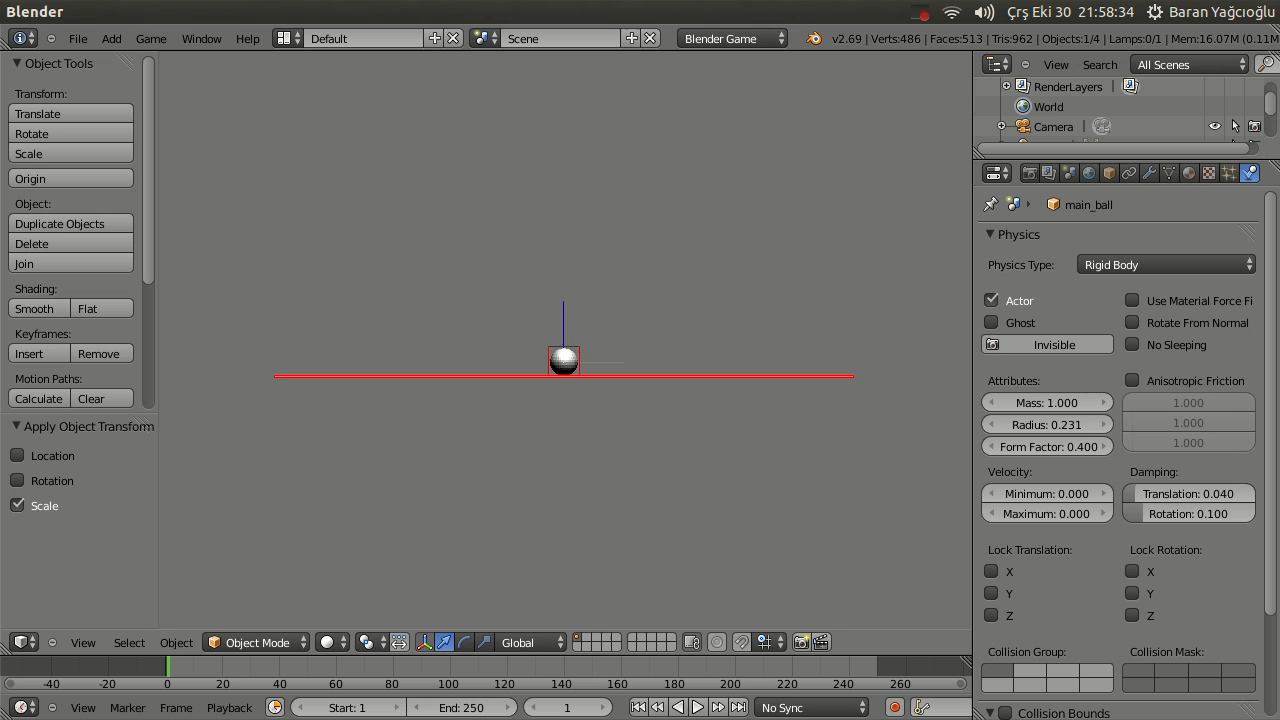 Blender Çrş Eki 30 21:58:34 Baran Yağcıoğlu
File Add Game Window Help Default Scene Blender Game v2.69 | Verts:486 | Faces:513 | Tris:962 | Objects:1/4 | Lamps:0/1 | Mem:16.07M (0.11M
Object Tools
Transform:
Translate
Rotate
Scale
Origin
Object:
Duplicate Objects
Delete
Join
Shading:
Smooth Flat
Keyframes:
Insert Remove
Motion Paths:
Calculate Clear
Apply Object Transform
Location
Rotation
Scale
View Select Object Object Mode Global
-40 -20 0 20 40 60 80 100 120 140 160 180 200 220 240 260
View Marker Frame Playback Start: 1 End: 250 1 No Sync
View Search All Scenes
RenderLayers |
World
Camera |
main_ball
Physics
Physics Type: Rigid Body
Actor Use Material Force Fi
Ghost Rotate From Normal
Invisible No Sleeping
Attributes: Anisotropic Friction
Mass: 1.000 1.000
Radius: 0.231 1.000
Form Factor: 0.400 1.000
Velocity: Damping:
Minimum: 0.000 Translation: 0.040
Maximum: 0.000 Rotation: 0.100
Lock Translation: Lock Rotation:
X X
Y Y
Z Z
Collision Group: Collision Mask:
Collision Bounds